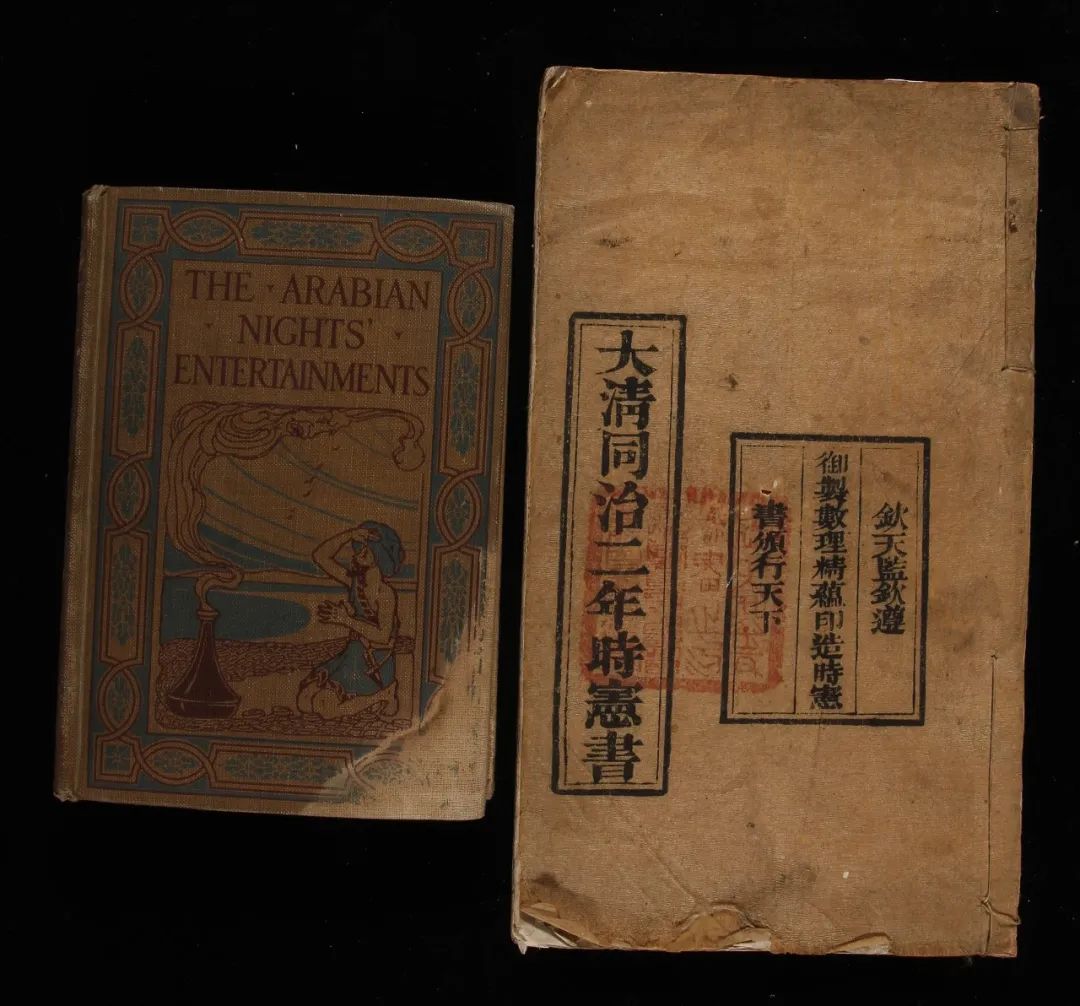 THE ARABIAN
NIGHTS'
ENTERTAINMENTS
欽天監欽遵
御製數理精蘊印造時憲
書頒行天下
大清同治二年時憲書